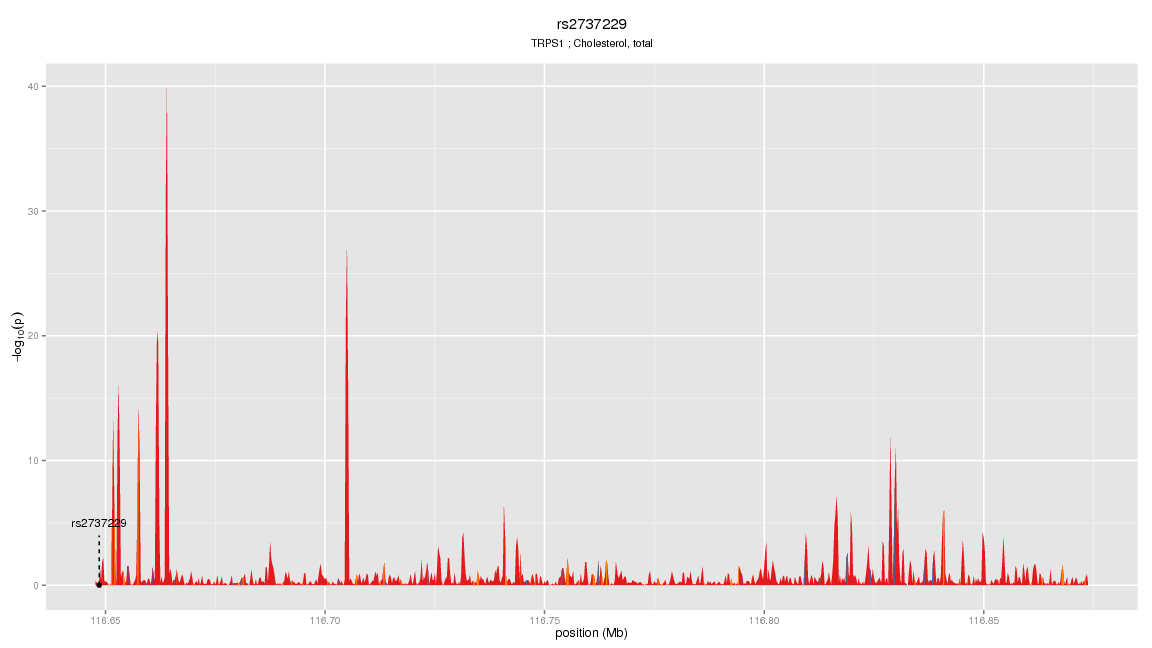 rs2737229
TRPS1 ; Cholesterol, total
40
30
20
10
0
−log10(p)
rs2737229
116.65 116.70 116.75 116.80 116.85
position (Mb)